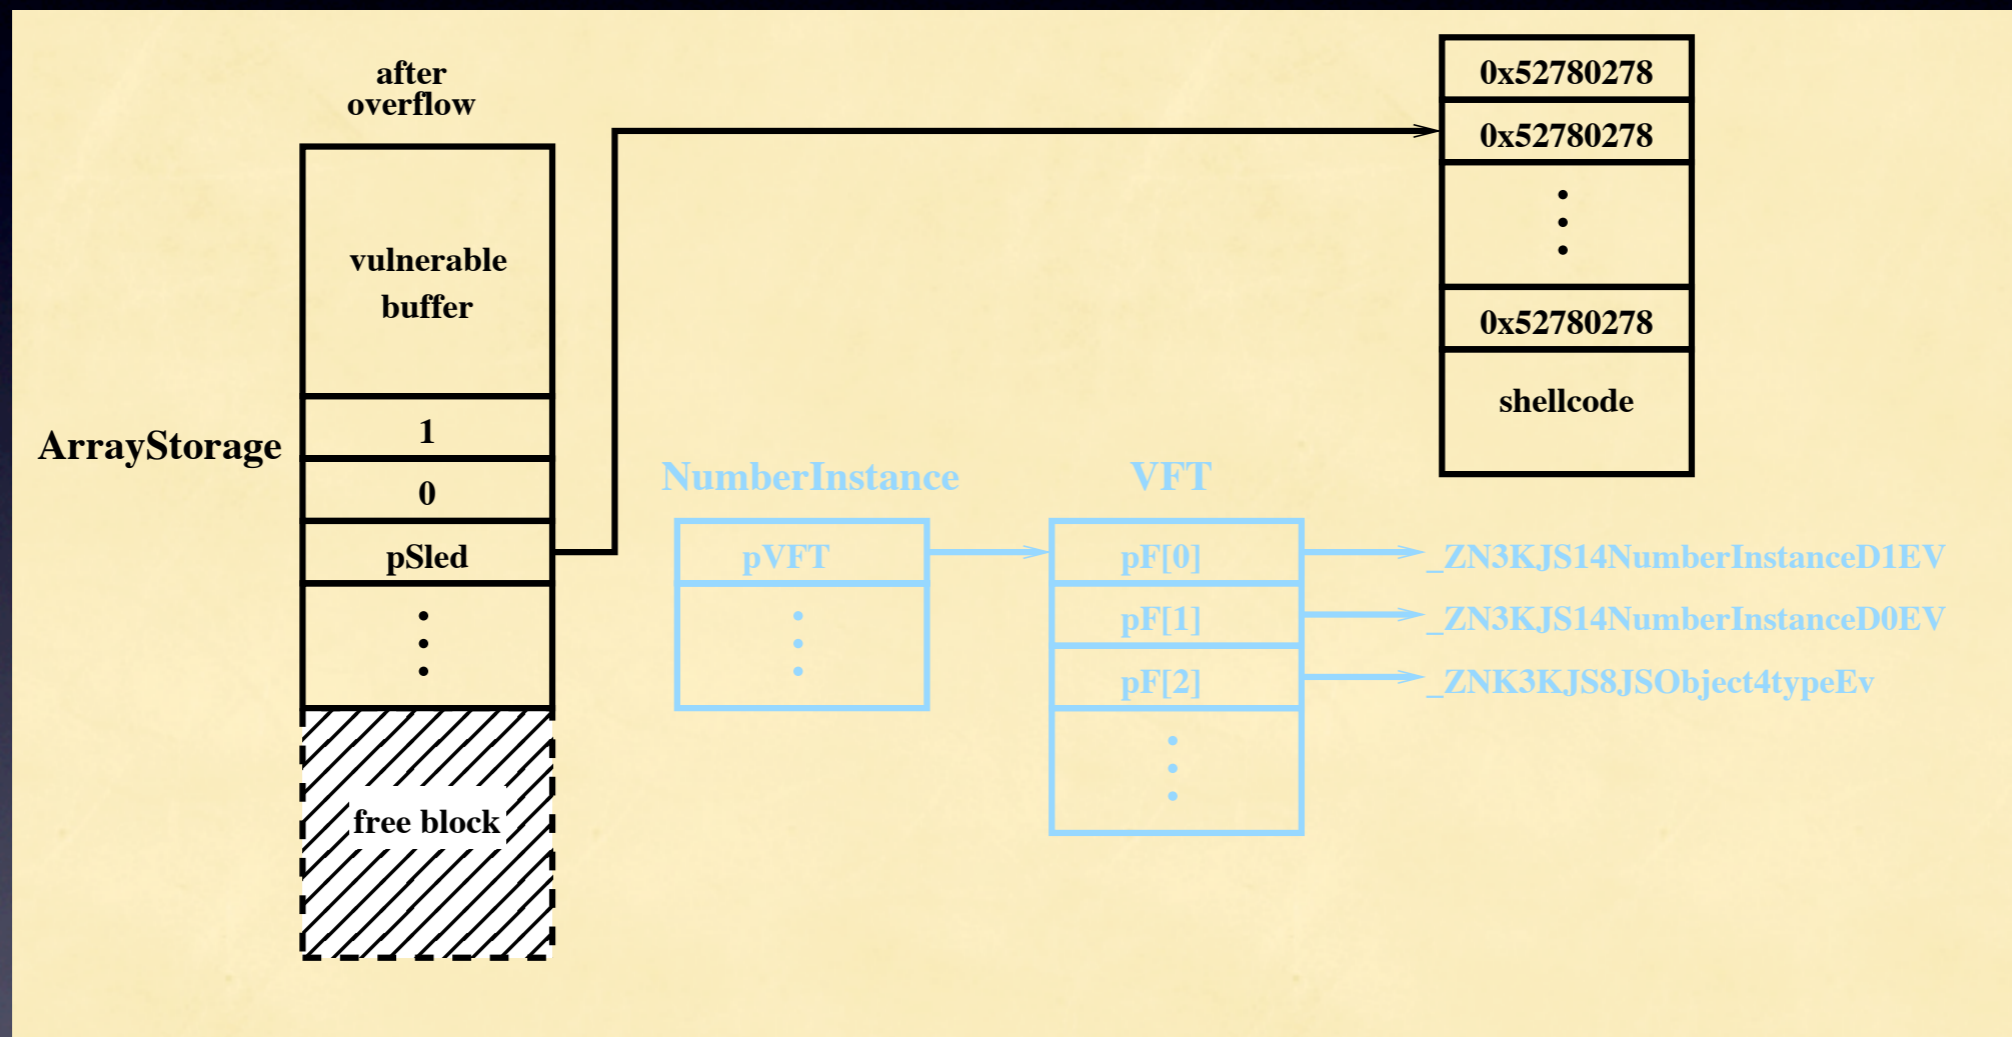 after
overflow
vulnerable
buffer
ArrayStorage
1
0
pSled
free block
NumberInstance
pVFT
VFT
pF[0]
pF[1]
pF[2]
_ZN3KJS14NumberInstanceD1EV
_ZN3KJS14NumberInstanceD0EV
_ZNK3KJS8JSObject4typeEv
0x52780278
0x52780278
0x52780278
shellcode